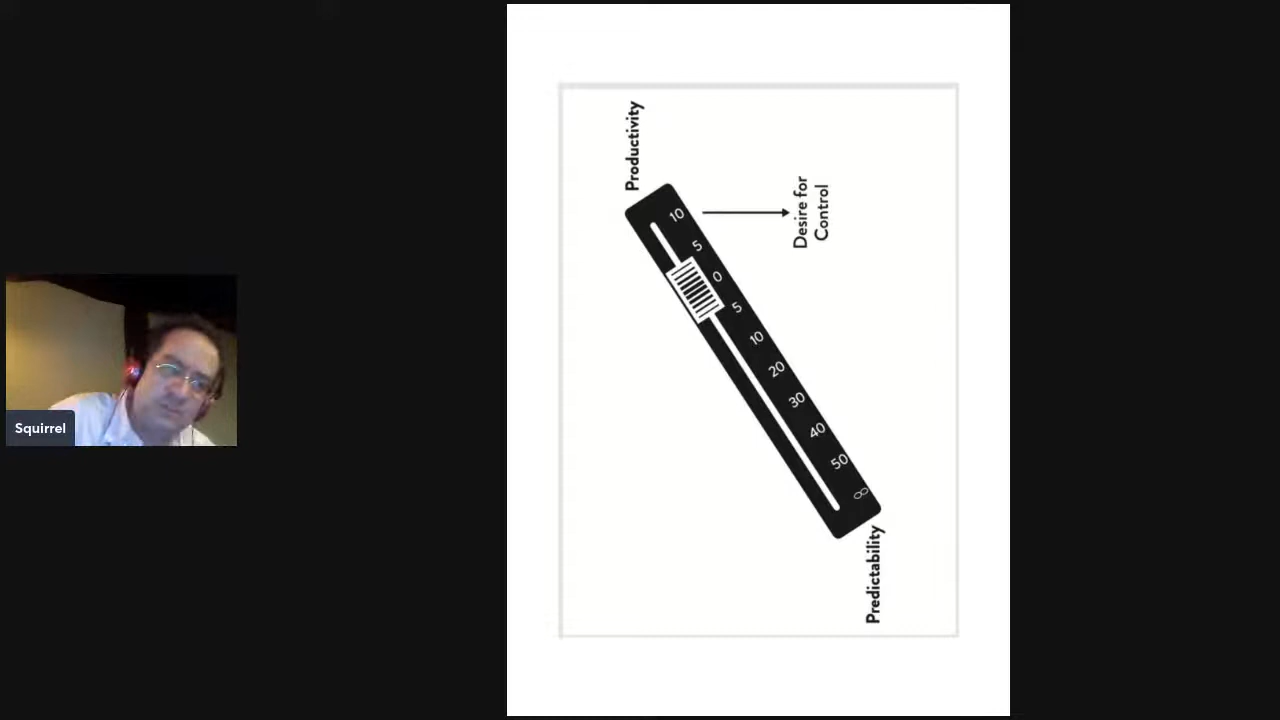 Squirrel
Productivity
10
5
0
5
10
20
30
40
50
∞
Predictability
Desire for
Control